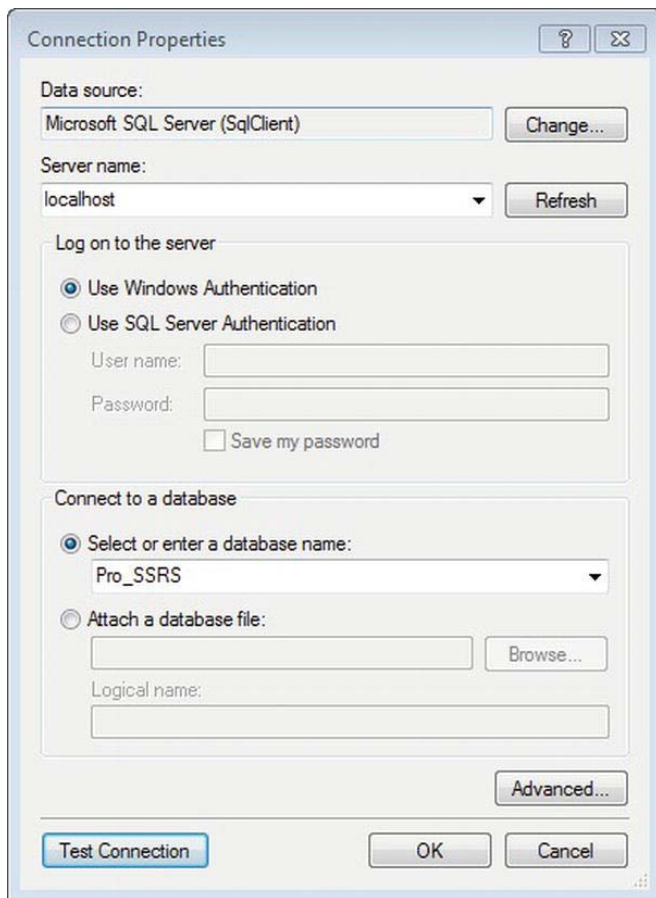 Connection Properties
Data source:
Microsoft SQL Server (SqlClient)
Change...
Server name:
localhost
Refresh
Log on to the server
Use Windows Authentication
Use SQL Server Authentication
User name:
Password:
Save my password
Connect to a database
Select or enter a database name:
Pro_SSRS
Attach a database file:
Browse...
Logical name:
Advanced...
Test Connection
OK
Cancel